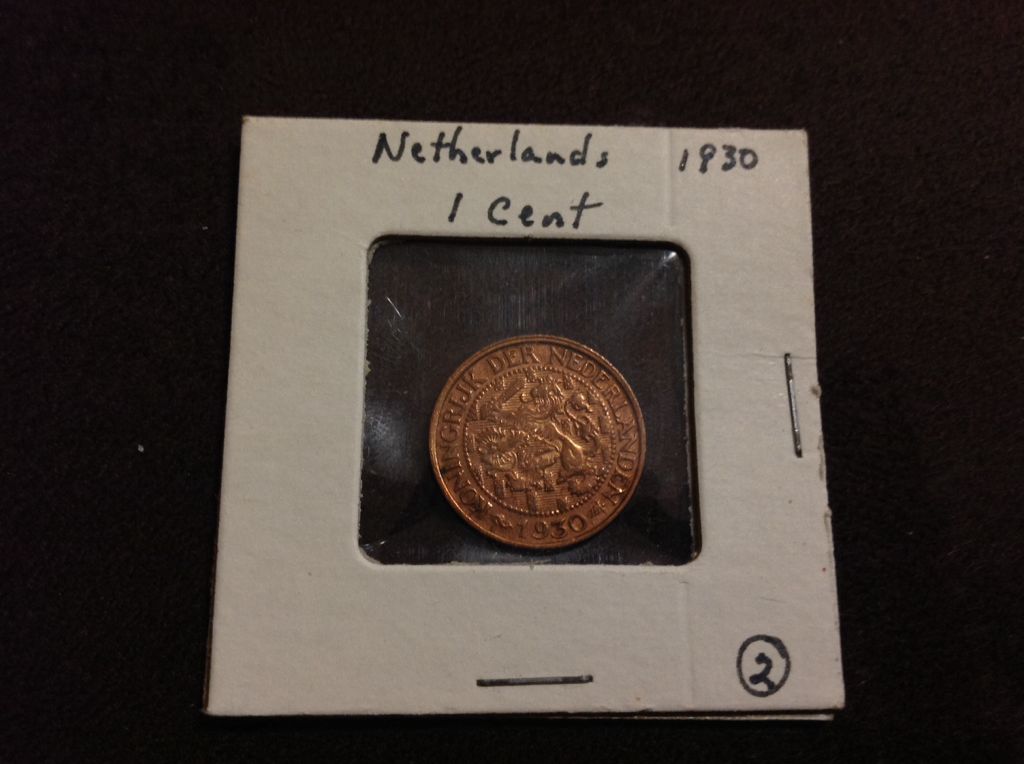 Netherlands 1930
1 Cent
KONINGRIJK DER NEDERLANDEN
1930
2